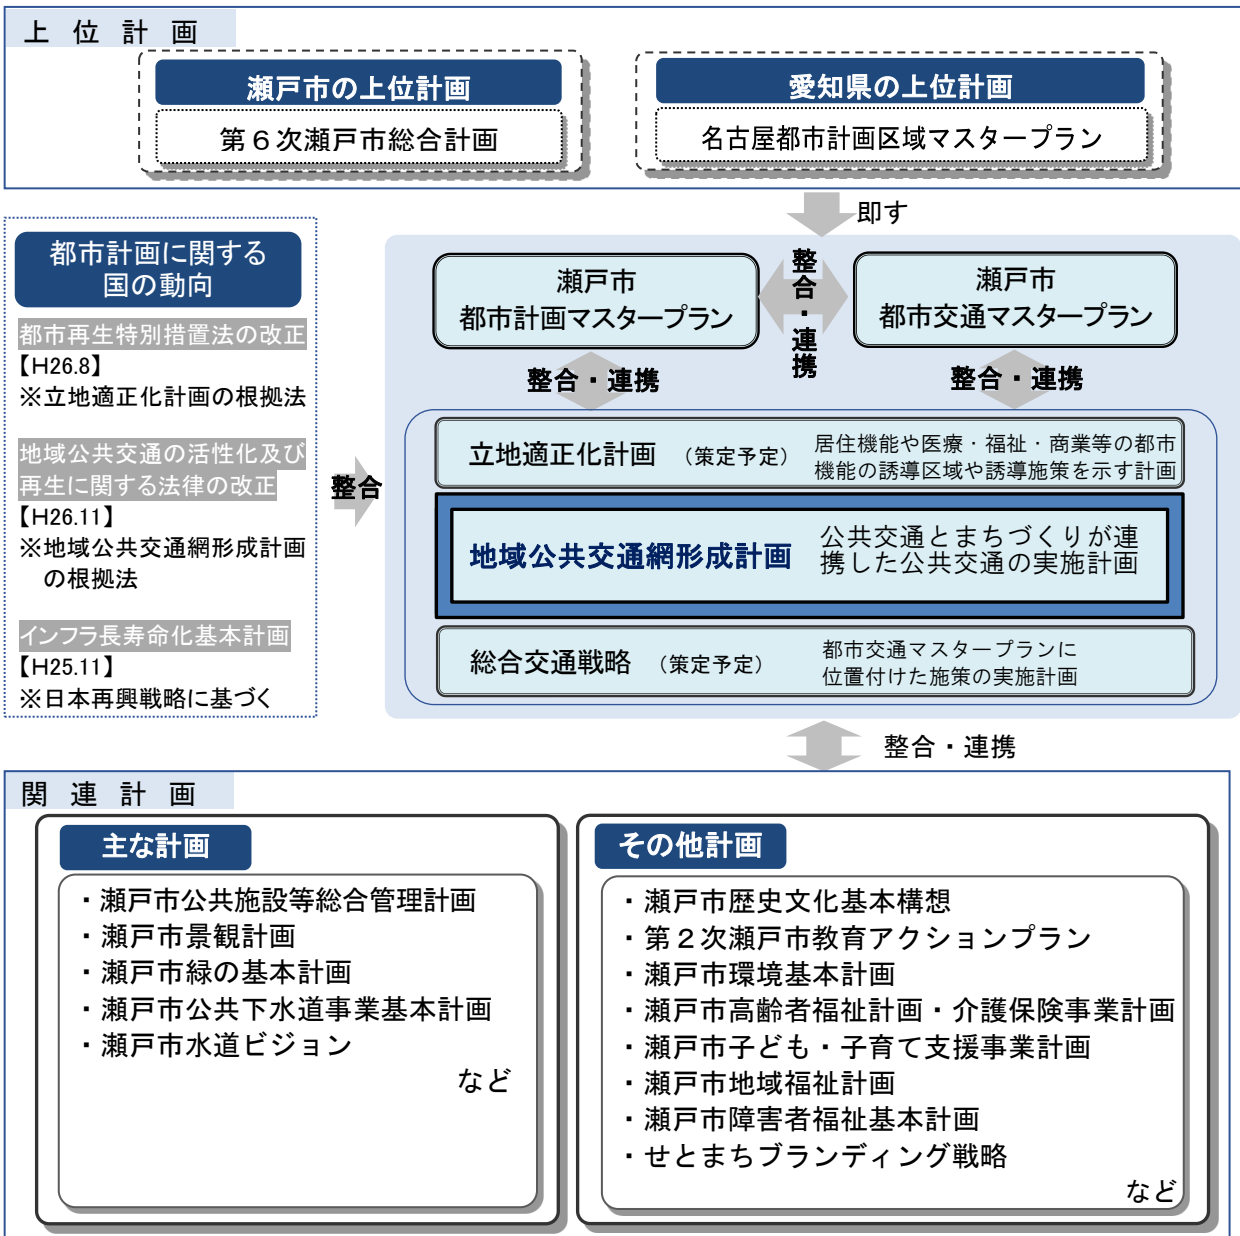 上位計画
瀬戸市の上位計画
第６次瀬戸市総合計画
愛知県の上位計画
名古屋都市計画区域マスタープラン
即す
都市計画に関する
国の動向
都市再生特別措置法の改正
【H26.8】
※立地適正化計画の根拠法
地域公共交通の活性化及び
再生に関する法律の改正
【H26.11】
※地域公共交通網形成計画
の根拠法
インフラ長寿命化基本計画
【H25.11】
※日本再興戦略に基づく
整合
瀬戸市
都市計画マスタープラン
整合・連携
瀬戸市
都市交通マスタープラン
整合・連携
整合・連携
立地適正化計画（策定予定）
居住機能や医療・福祉・商業等の都市
機能の誘導区域や誘導施策を示す計画
地域公共交通網形成計画
公共交通とまちづくりが連
携した公共交通の実施計画
総合交通戦略（策定予定）
都市交通マスタープランに
位置付けた施策の実施計画
整合・連携
関連計画
主な計画
・瀬戸市公共施設等総合管理計画
・瀬戸市景観計画
・瀬戸市緑の基本計画
・瀬戸市公共下水道事業基本計画
・瀬戸市水道ビジョン
など
その他計画
・瀬戸市歴史文化基本構想
・第２次瀬戸市教育アクションプラン
・瀬戸市環境基本計画
・瀬戸市高齢者福祉計画・介護保険事業計画
・瀬戸市子ども・子育て支援事業計画
・瀬戸市地域福祉計画
・瀬戸市障害者福祉基本計画
・せとまちブランディング戦略
など